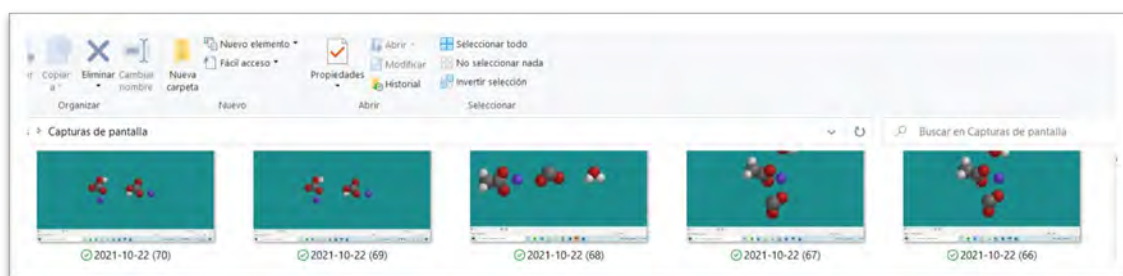 Nuevo elemento
Abrir
Seleccionar todo
Fácil acceso
Modificar
No seleccionar nada
Copiar a
Eliminar
Cambiar nombre
Nueva carpeta
Propiedades
Historial
Invertir selección
Organizar
Nuevo
Abrir
Seleccionar
Capturas de pantalla
Buscar en Capturas de pantalla
2021-10-22 (70)
2021-10-22 (69)
2021-10-22 (68)
2021-10-22 (67)
2021-10-22 (66)